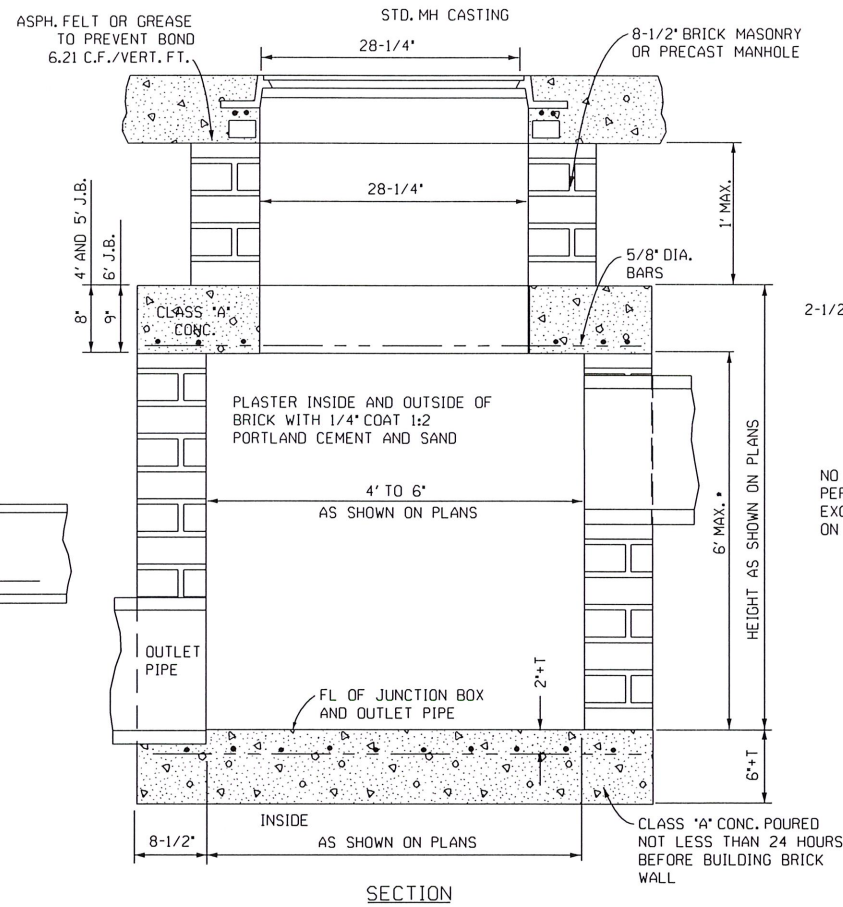 STD. MH CASTING
ASPH. FELT OR GREASE
TO PREVENT BOND
6.21 C.F./VERT. FT.
28-1/4"
8-1/2" BRICK MASONRY
OR PRECAST MANHOLE
28-1/4"
1' MAX.
4' AND 5' J.B.
6' J.B.
8"
9"
5/8" DIA.
BARS
CLASS "A"
CONC.
2-1/2
PLASTER INSIDE AND OUTSIDE OF
BRICK WITH 1/4" COAT 1:2
PORTLAND CEMENT AND SAND
4' TO 6"
AS SHOWN ON PLANS
6' MAX.
HEIGHT AS SHOWN ON PLANS
NO
PER
EXC
ON
OUTLET
PIPE
2"+T
FL OF JUNCTION BOX
AND OUTLET PIPE
6"+T
INSIDE
8-1/2"
AS SHOWN ON PLANS
CLASS "A" CONC. POURED
NOT LESS THAN 24 HOURS
BEFORE BUILDING BRICK
WALL
SECTION